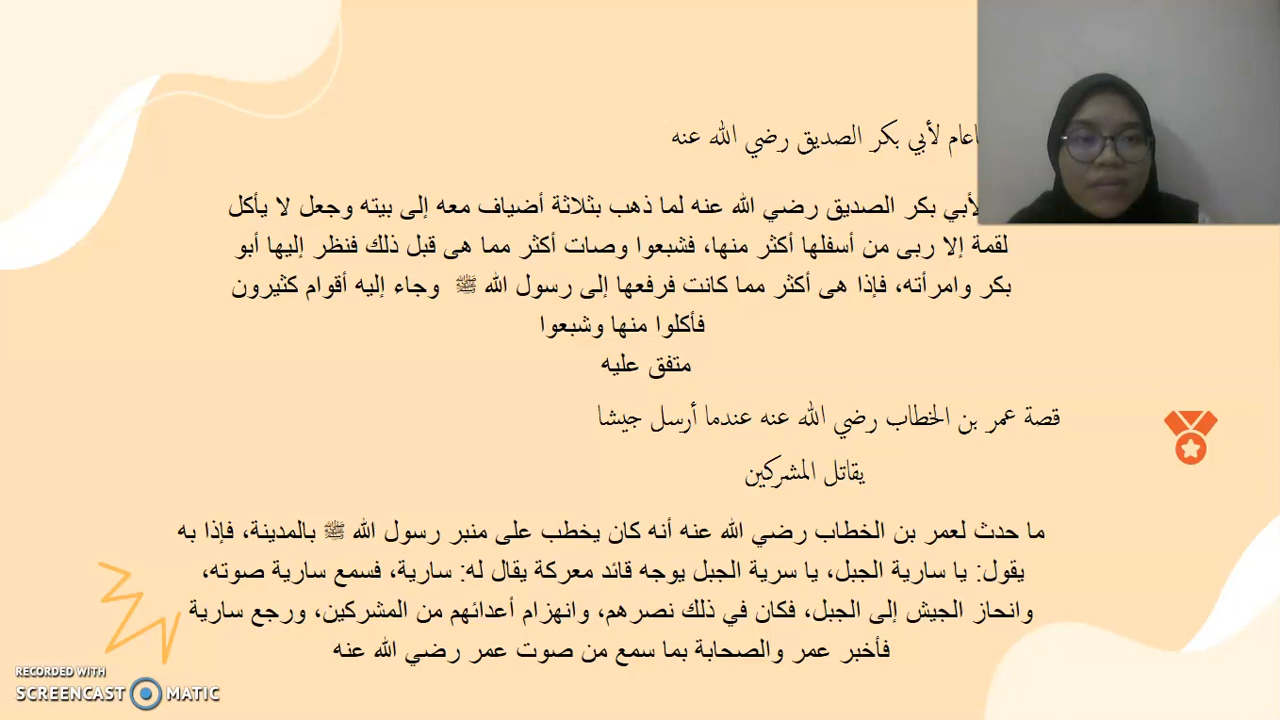 لأبي بكر الصديق رضي الله عنه
لأبي بكر الصديق رضي الله عنه لما ذهب بثلاثة أضياف معه إلى بيته وجعل لا يأكل
لقمة إلا ربى من أسفلها أكثر منها، فشبعوا وصات أكثر مما هى قبل ذلك فنظر إليها أبو
بكر وامرأته، فإذا هى أكثر مما كانت فرفعها إلى رسول الله ﷺ وجاء إليه أقوام كثيرون
فأكلوا منها وشبعوا
متفق عليه
قصة عمر بن الخطاب رضي الله عنه عندما أرسل جيشا
يقاتل المشركين
ما حدث لعمر بن الخطاب رضي الله عنه أنه كان يخطب على منبر رسول الله ﷺ بالمدينة، فإذا به
يقول: يا سارية الجبل، يا سرية الجبل يوجه قائد معركة يقال له: سارية، فسمع سارية صوته،
وانحاز الجيش إلى الجبل، فكان في ذلك نصرهم، وانهزام أعدائهم من المشركين، ورجع سارية
فأخبر عمر والصحابة بما سمع من صوت عمر رضي الله عنه
RECORDED WITH
SCREENCAST MATIC